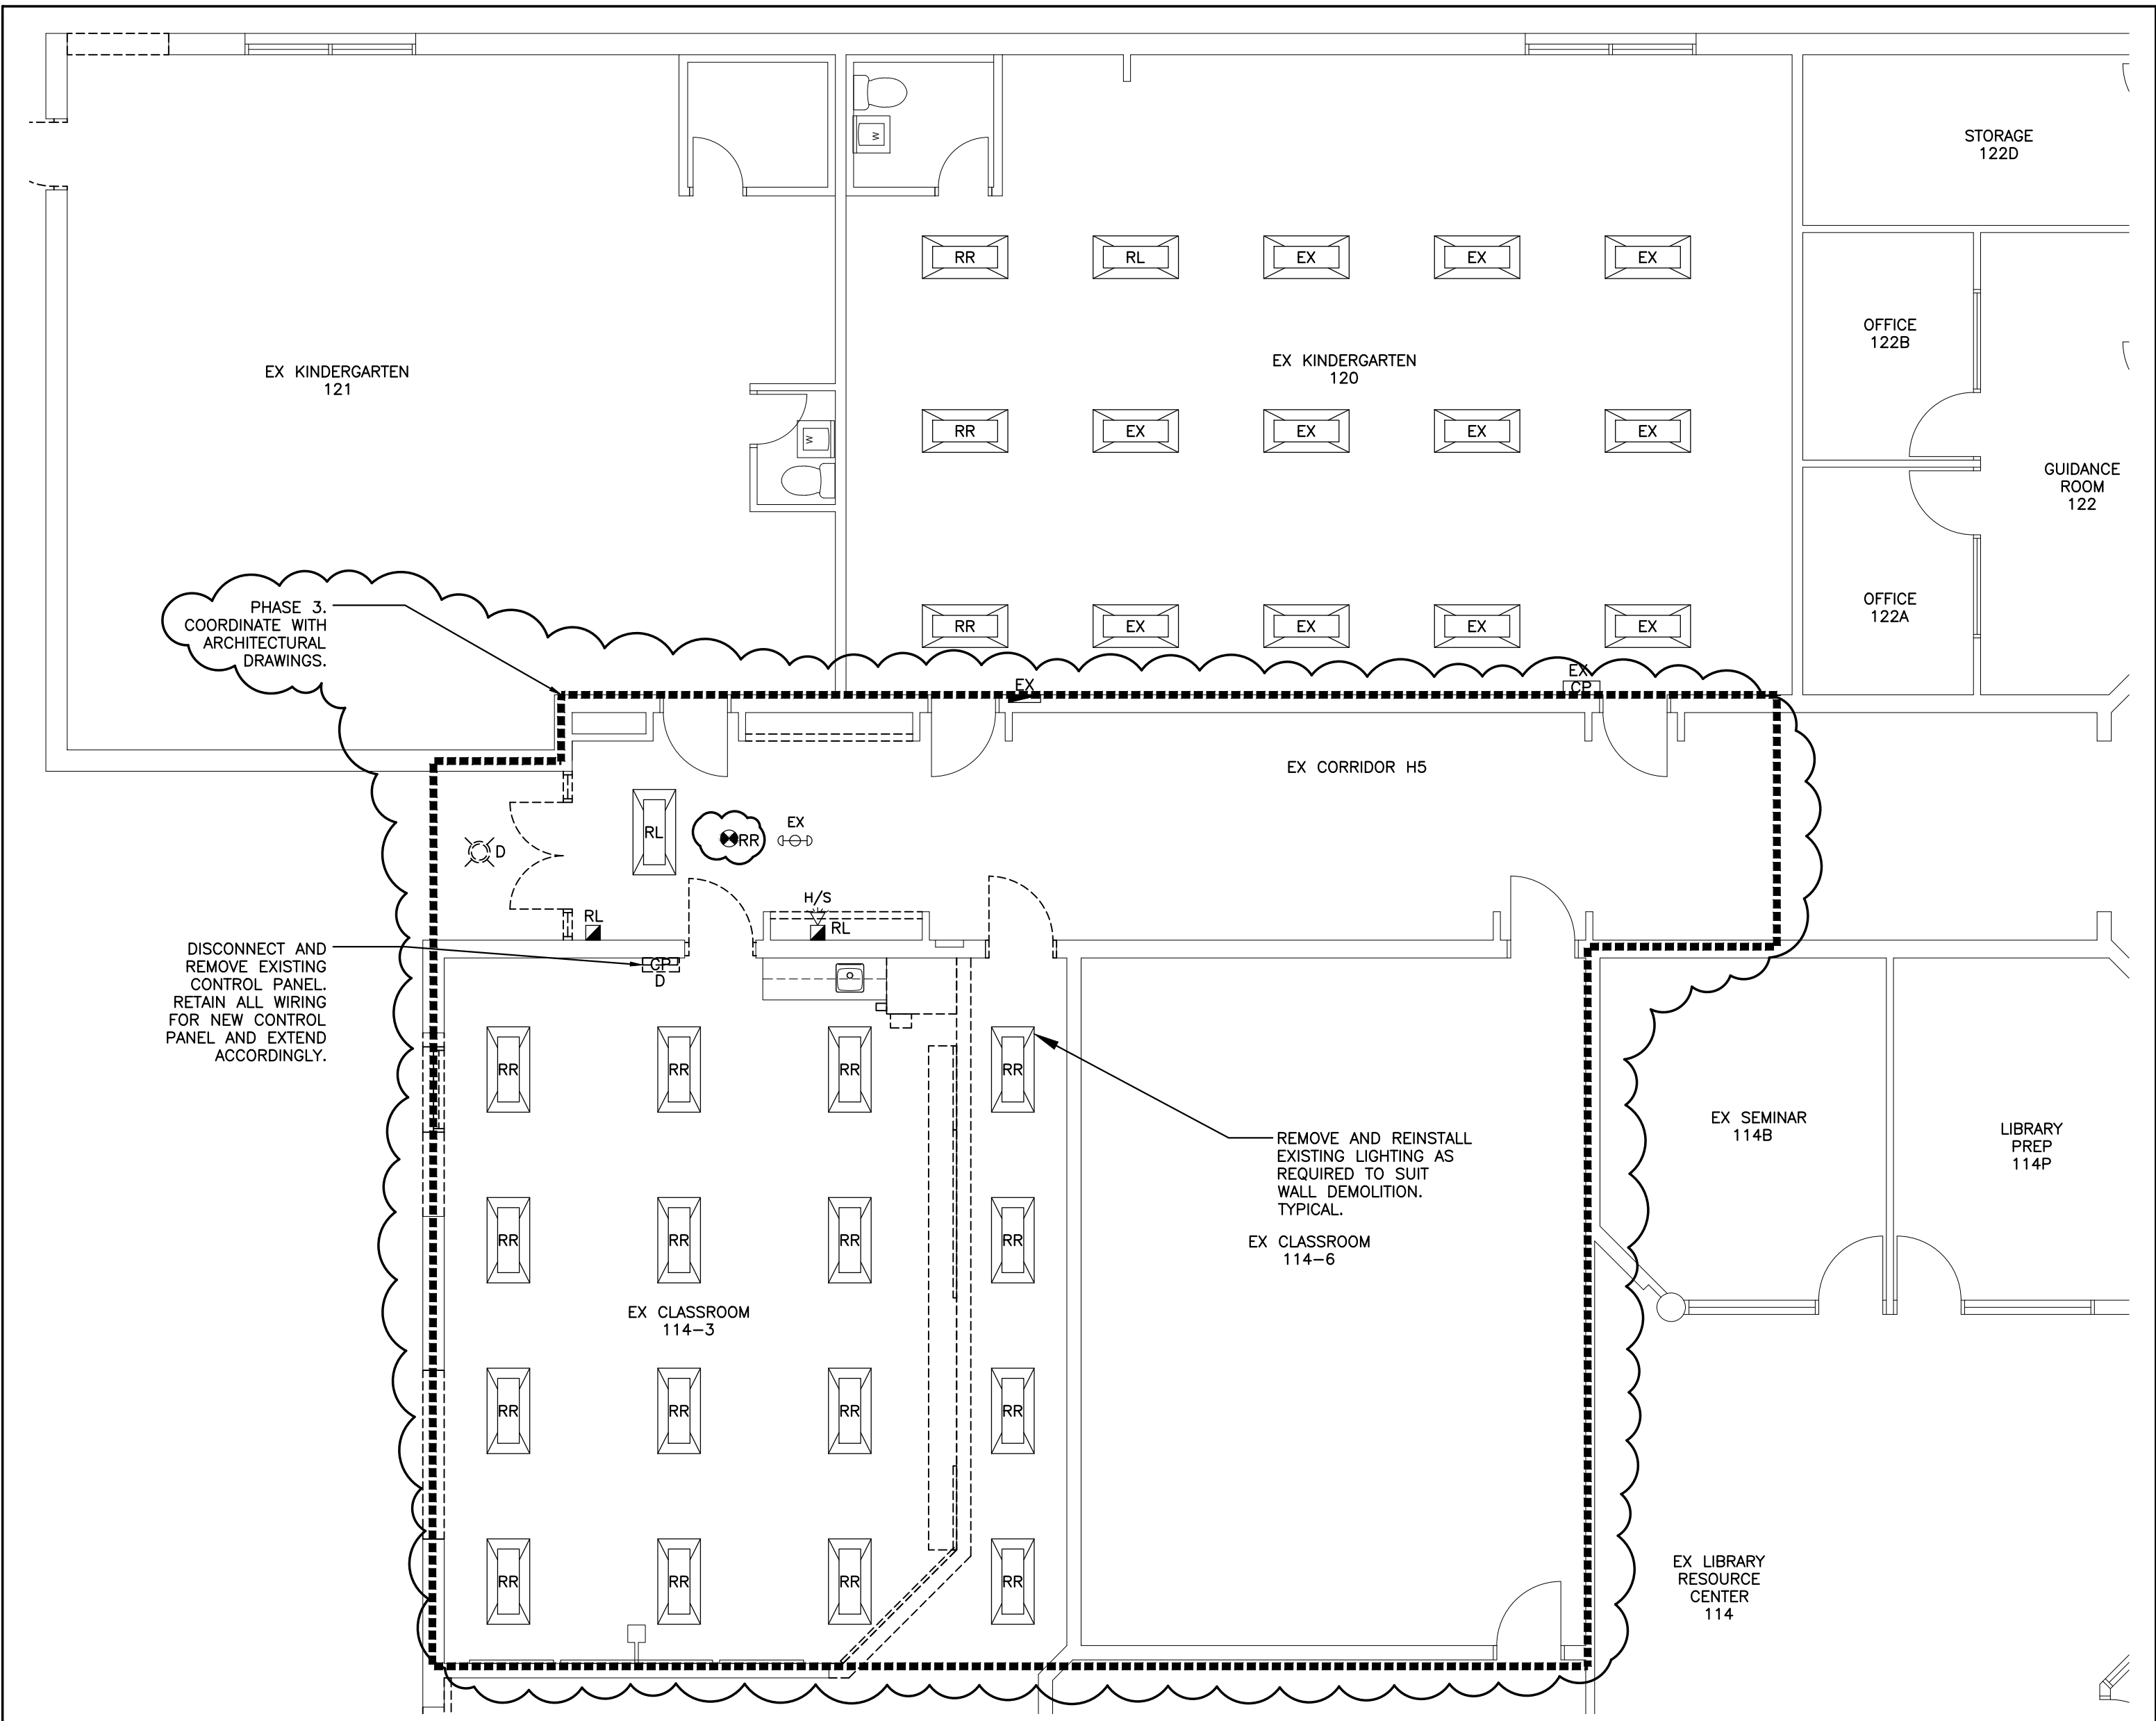 STORAGE
122D
W
RR
RL
EX
EX
EX
OFFICE
122B
EX KINDERGARTEN
121
EX KINDERGARTEN
120
RR
EX
EX
EX
EX
W
GUIDANCE
ROOM
122
PHASE 3.
COORDINATE WITH
ARCHITECTURAL
DRAWINGS.
RR
EX
EX
EX
EX
OFFICE
122A
EX
EX
CP
EX CORRIDOR H5
RL
RR
EX
D
H/S
RL
RL
DISCONNECT AND
REMOVE EXISTING
CONTROL PANEL.
RETAIN ALL WIRING
FOR NEW CONTROL
PANEL AND EXTEND
ACCORDINGLY.
CP
D
RR
RR
RR
RR
REMOVE AND REINSTALL
EXISTING LIGHTING AS
REQUIRED TO SUIT
WALL DEMOLITION.
TYPICAL.
EX SEMINAR
114B
LIBRARY
PREP
114P
RR
RR
RR
RR
EX CLASSROOM
114-6
EX CLASSROOM
114-3
RR
RR
RR
RR
RR
RR
RR
RR
EX LIBRARY
RESOURCE
CENTER
114